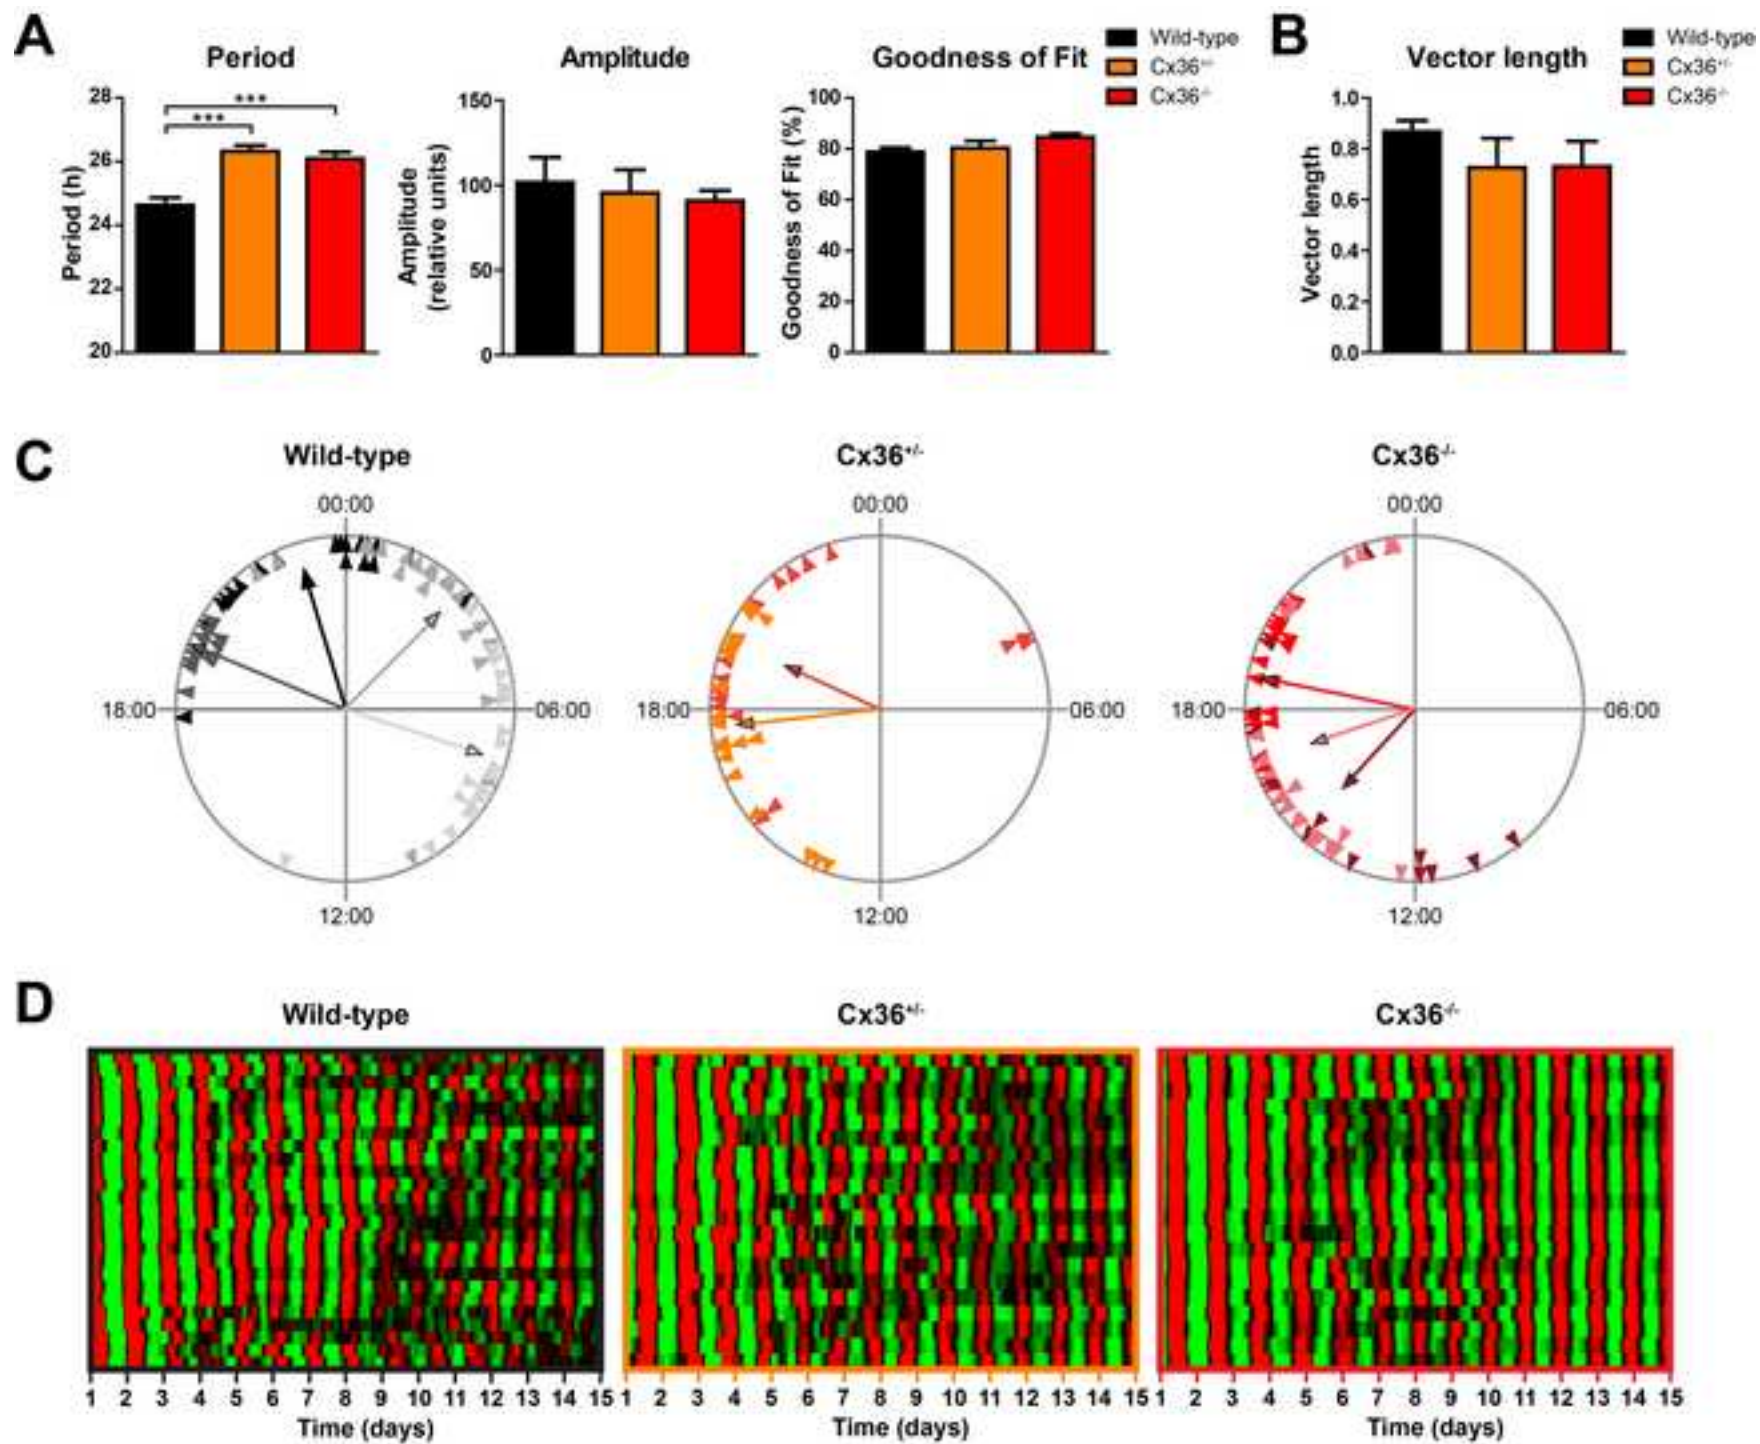 A
Period
Period (h)
28
26
24
22
20
***
***
Amplitude
Amplitude
(relative units)
150
100
50
0
Goodness of Fit
Goodness of Fit (%)
100
80
60
40
20
0
Wild-type
Cx36+/-
Cx36-/-
B
Vector length
Vector length
1.0
0.8
0.6
0.4
0.2
0.0
Wild-type
Cx36+/-
Cx36-/-
C
Wild-type
00:00
18:00
06:00
12:00
Cx36+/-
00:00
18:00
06:00
12:00
Cx36-/-
00:00
18:00
06:00
12:00
D
Wild-type
1 2 3 4 5 6 7 8 9 10 11 12 13 14 15
Time (days)
Cx36+/-
1 2 3 4 5 6 7 8 9 10 11 12 13 14 15
Time (days)
Cx36-/-
1 2 3 4 5 6 7 8 9 10 11 12 13 14 15
Time (days)